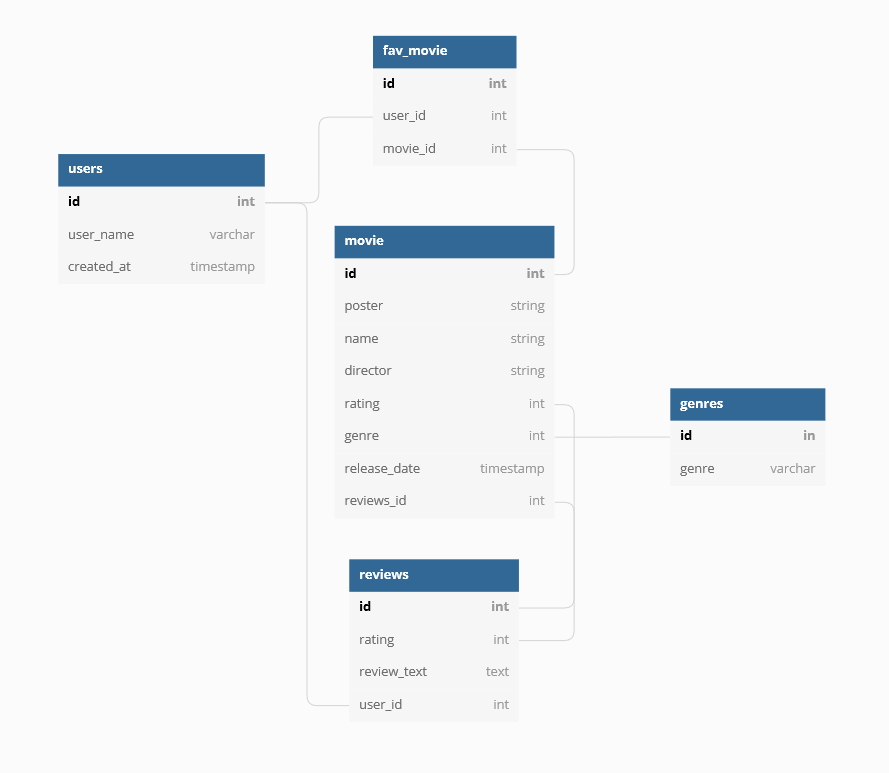 fav_movie
id int
user_id int
movie_id int
users
id int
user_name varchar
created_at timestamp
movie
id int
poster string
name string
director string
rating int
genre int
release_date timestamp
reviews_id int
genres
id in
genre varchar
reviews
id int
rating int
review_text text
user_id int